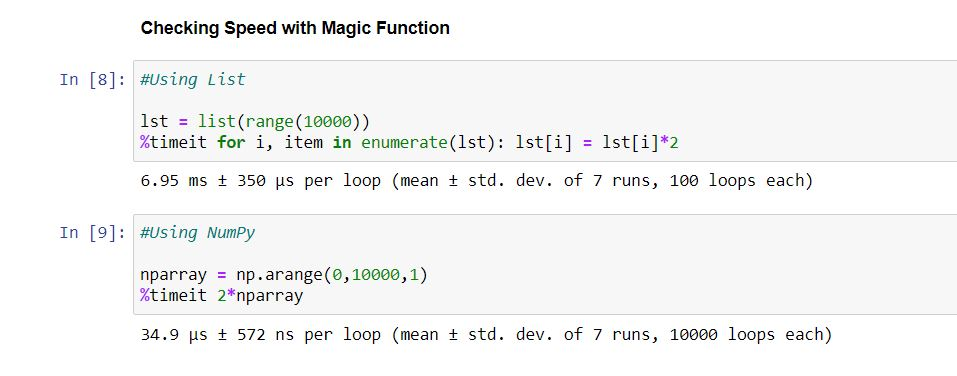 Checking Speed with Magic Function
In [8]: #Using List
lst = list(range(10000))
%timeit for i, item in enumerate(lst): lst[i] = lst[i]*2
6.95 ms ± 350 µs per loop (mean ± std. dev. of 7 runs, 100 loops each)
In [9]: #Using NumPy
nparray = np.arange(0,10000,1)
%timeit 2*nparray
34.9 µs ± 572 ns per loop (mean ± std. dev. of 7 runs, 10000 loops each)